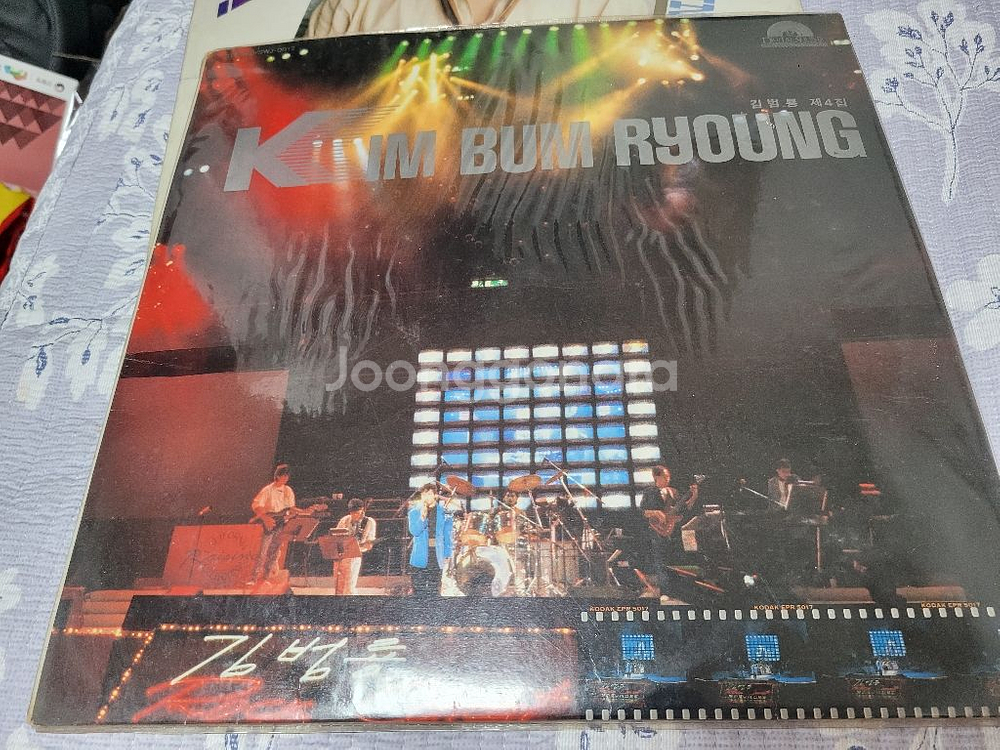 김범룡 제4집
KIM BUM RYOUNG
Joonggonara
KODAK EPR 5017
KODAK EPR 5017
KODAK EPR 5017
김범룡